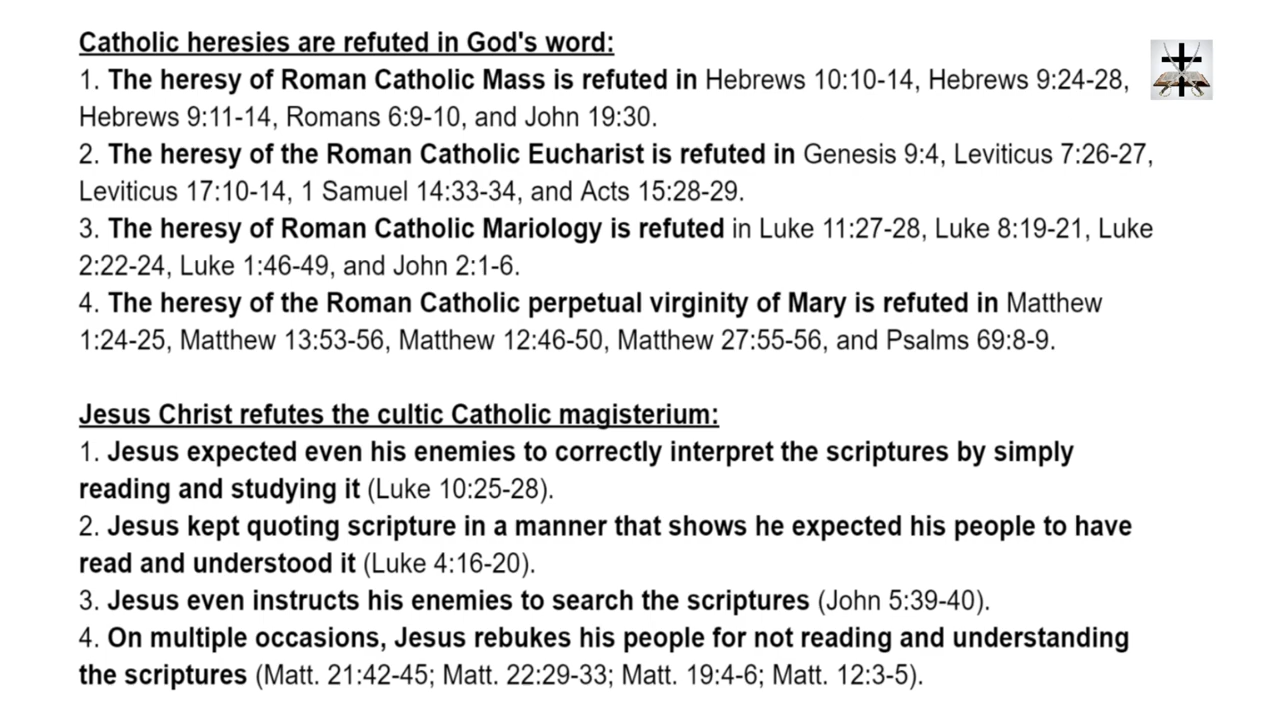 Catholic heresies are refuted in God's word:
1. The heresy of Roman Catholic Mass is refuted in Hebrews 10:10-14, Hebrews 9:24-28,
Hebrews 9:11-14, Romans 6:9-10, and John 19:30.
2. The heresy of the Roman Catholic Eucharist is refuted in Genesis 9:4, Leviticus 7:26-27,
Leviticus 17:10-14, 1 Samuel 14:33-34, and Acts 15:28-29.
3. The heresy of Roman Catholic Mariology is refuted in Luke 11:27-28, Luke 8:19-21, Luke
2:22-24, Luke 1:46-49, and John 2:1-6.
4. The heresy of the Roman Catholic perpetual virginity of Mary is refuted in Matthew
1:24-25, Matthew 13:53-56, Matthew 12:46-50, Matthew 27:55-56, and Psalms 69:8-9.
Jesus Christ refutes the cultic Catholic magisterium:
1. Jesus expected even his enemies to correctly interpret the scriptures by simply
reading and studying it (Luke 10:25-28).
2. Jesus kept quoting scripture in a manner that shows he expected his people to have
read and understood it (Luke 4:16-20).
3. Jesus even instructs his enemies to search the scriptures (John 5:39-40).
4. On multiple occasions, Jesus rebukes his people for not reading and understanding
the scriptures (Matt. 21:42-45; Matt. 22:29-33; Matt. 19:4-6; Matt. 12:3-5).